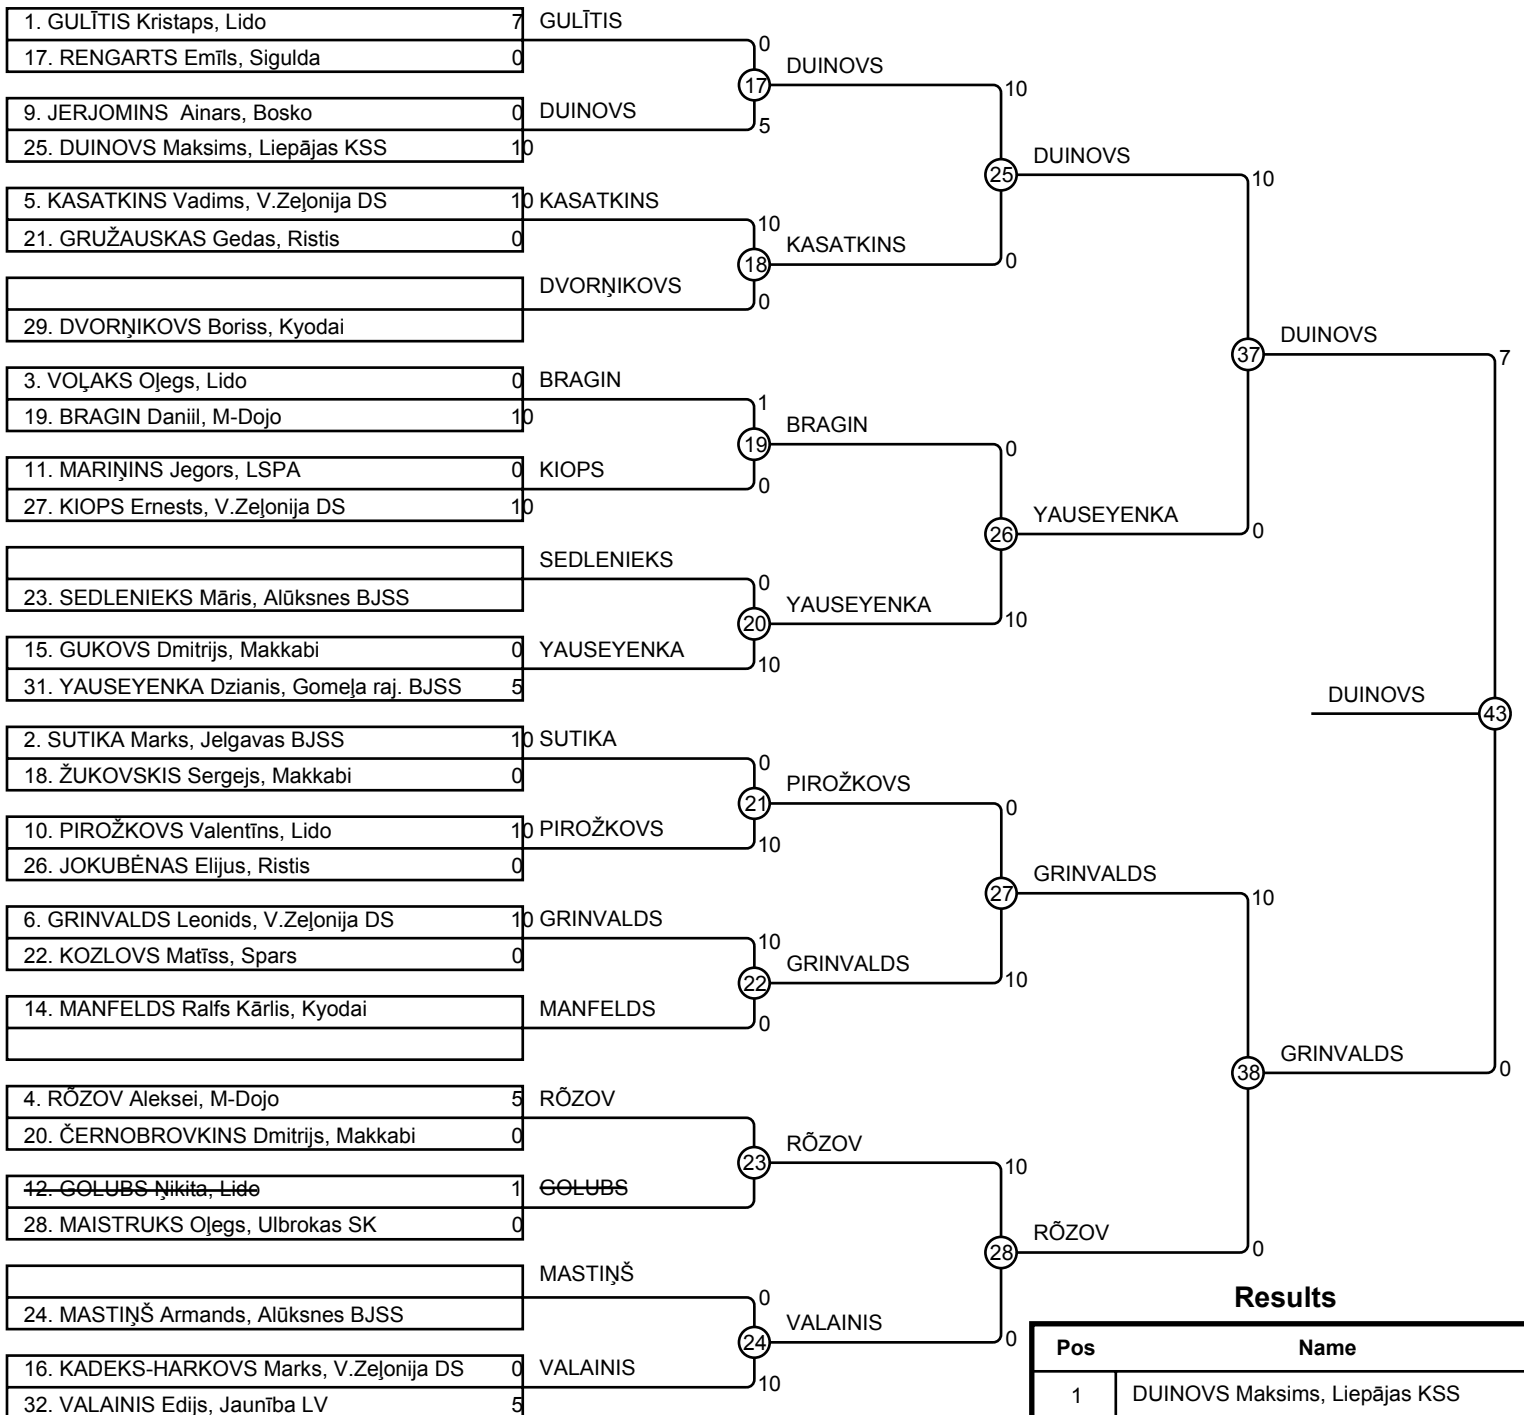 1. GULĪTIS Kristaps, Lido 7
17. RENGARTS Emīls, Sigulda 0
9. JERJOMINS Ainars, Bosko 0
25. DUINOVS Maksims, Liepājas KSS 10
5. KASATKINS Vadims, V.Zeļonija DS 10
21. GRUŽAUSKAS Gedas, Ristis 0
29. DVORŅIKOVS Boriss, Kyodai
3. VOĻAKS Oļegs, Lido 0
19. BRAGIN Daniil, M-Dojo 10
11. MARIŅINS Jegors, LSPA 0
27. KIOPS Ernests, V.Zeļonija DS 10
23. SEDLENIEKS Māris, Alūksnes BJSS
15. GUKOVS Dmitrijs, Makkabi 0
31. YAUSEYENKA Dzianis, Gomeļa raj. BJSS 5
2. SUTIKA Marks, Jelgavas BJSS 10
18. ŽUKOVSKIS Sergejs, Makkabi 0
10. PIROŽKOVS Valentīns, Lido 10
26. JOKUBĖNAS Elijus, Ristis 0
6. GRINVALDS Leonids, V.Zeļonija DS 10
22. KOZLOVS Matīss, Spars 0
14. MANFELDS Ralfs Kārlis, Kyodai
4. RÕZOV Aleksei, M-Dojo 5
20. ČERNOBROVKINS Dmitrijs, Makkabi 0
12. GOLUBS Ņikita, Lido 1
28. MAISTRUKS Oļegs, Ulbrokas SK 0
24. MASTIŅŠ Armands, Alūksnes BJSS
16. KADEKS-HARKOVS Marks, V.Zeļonija DS 0
32. VALAINIS Edijs, Jaunība LV 5
GULĪTIS 0
17
DUINOVS 5
KASATKINS 10
18
DVORŅIKOVS 0
BRAGIN 1
19
KIOPS 0
SEDLENIEKS 0
20
YAUSEYENKA 10
SUTIKA 0
21
PIROŽKOVS 10
GRINVALDS 10
22
MANFELDS 0
RÕZOV
23
GOLUBS
MASTIŅŠ 0
24
VALAINIS 10
DUINOVS 10
25
KASATKINS 0
BRAGIN 0
26
YAUSEYENKA 10
PIROŽKOVS 0
27
GRINVALDS 10
RÕZOV 10
28
VALAINIS 0
DUINOVS 10
37
YAUSEYENKA 0
GRINVALDS 10
38
RÕZOV 0
DUINOVS 7
43
GRINVALDS 0
DUINOVS
Results
Pos Name
1 DUINOVS Maksims, Liepājas KSS